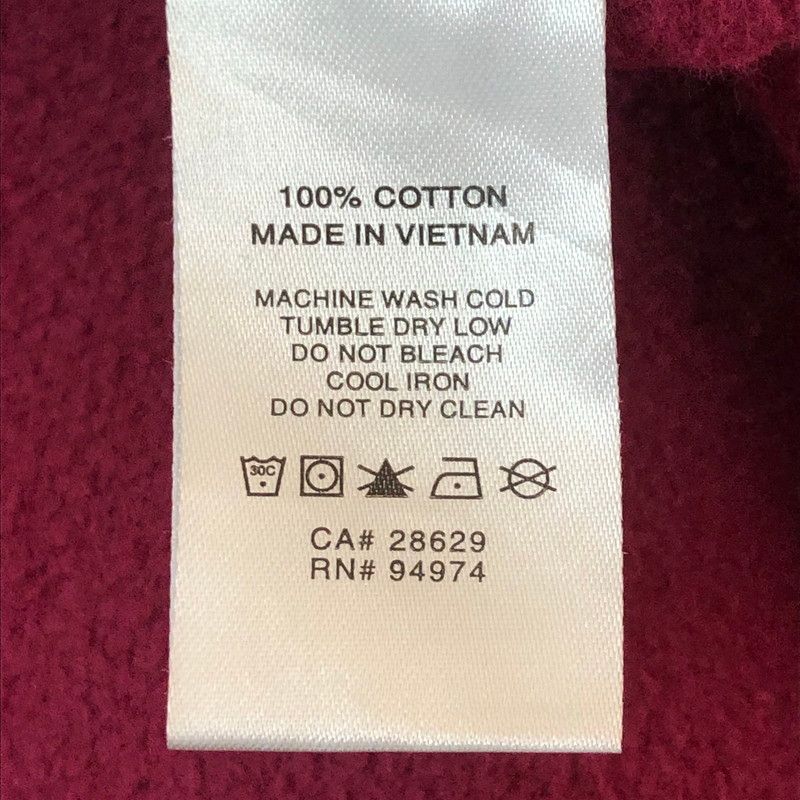 100% COTTON
MADE IN VIETNAM
MACHINE WASH COLD
TUMBLE DRY LOW
DO NOT BLEACH
COOL IRON
DO NOT DRY CLEAN
30C
CA# 28629
RN# 94974